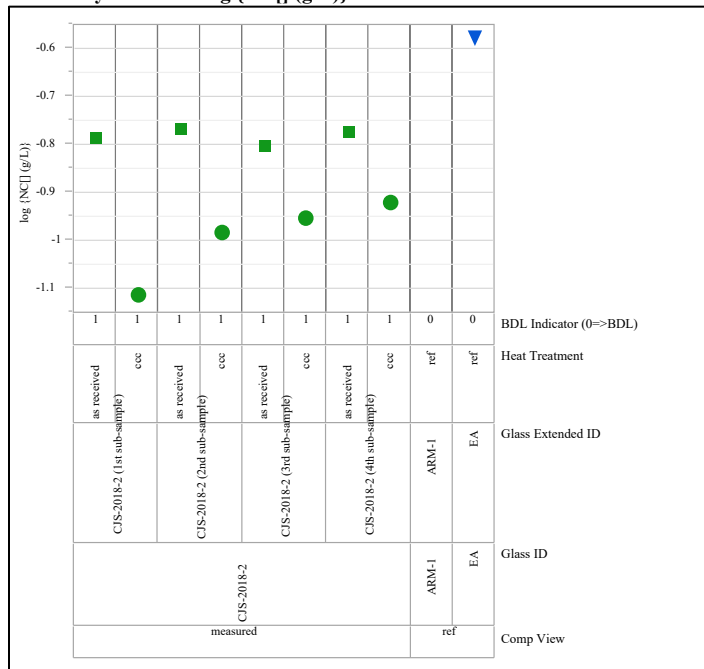 -0.6
-0.7
-0.8
-0.9
-1
-1.1
log {NC[] (g/L)}
1 1 1 1 1 1 1 1 0 0
BDL Indicator (0=>BDL)
as received ccc as received ccc as received ccc as received ccc ref ref
Heat Treatment
CJS-2018-2 (1st sub-sample) CJS-2018-2 (2nd sub-sample) CJS-2018-2 (3rd sub-sample) CJS-2018-2 (4th sub-sample) ARM-1 EA
Glass Extended ID
CJS-2018-2 ARM-1 EA
Glass ID
measured ref
Comp View